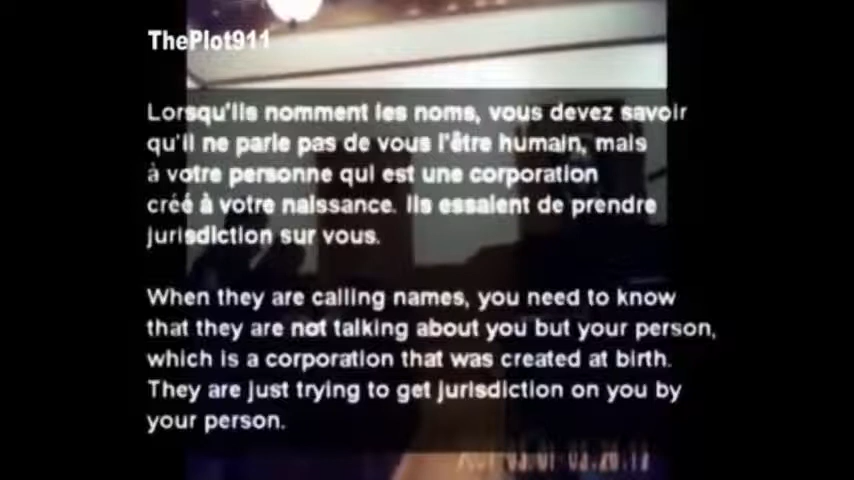 ThePlot911
Lorsqu'ils nomment les noms, vous devez savoir
qu'il ne parle pas de vous l'être humain, mais
à votre personne qui est une corporation
créé à votre naissance. Ils essaient de prendre
jurisdiction sur vous.
When they are calling names, you need to know
that they are not talking about you but your person,
which is a corporation that was created at birth.
They are just trying to get jurisdiction on you by
your person.